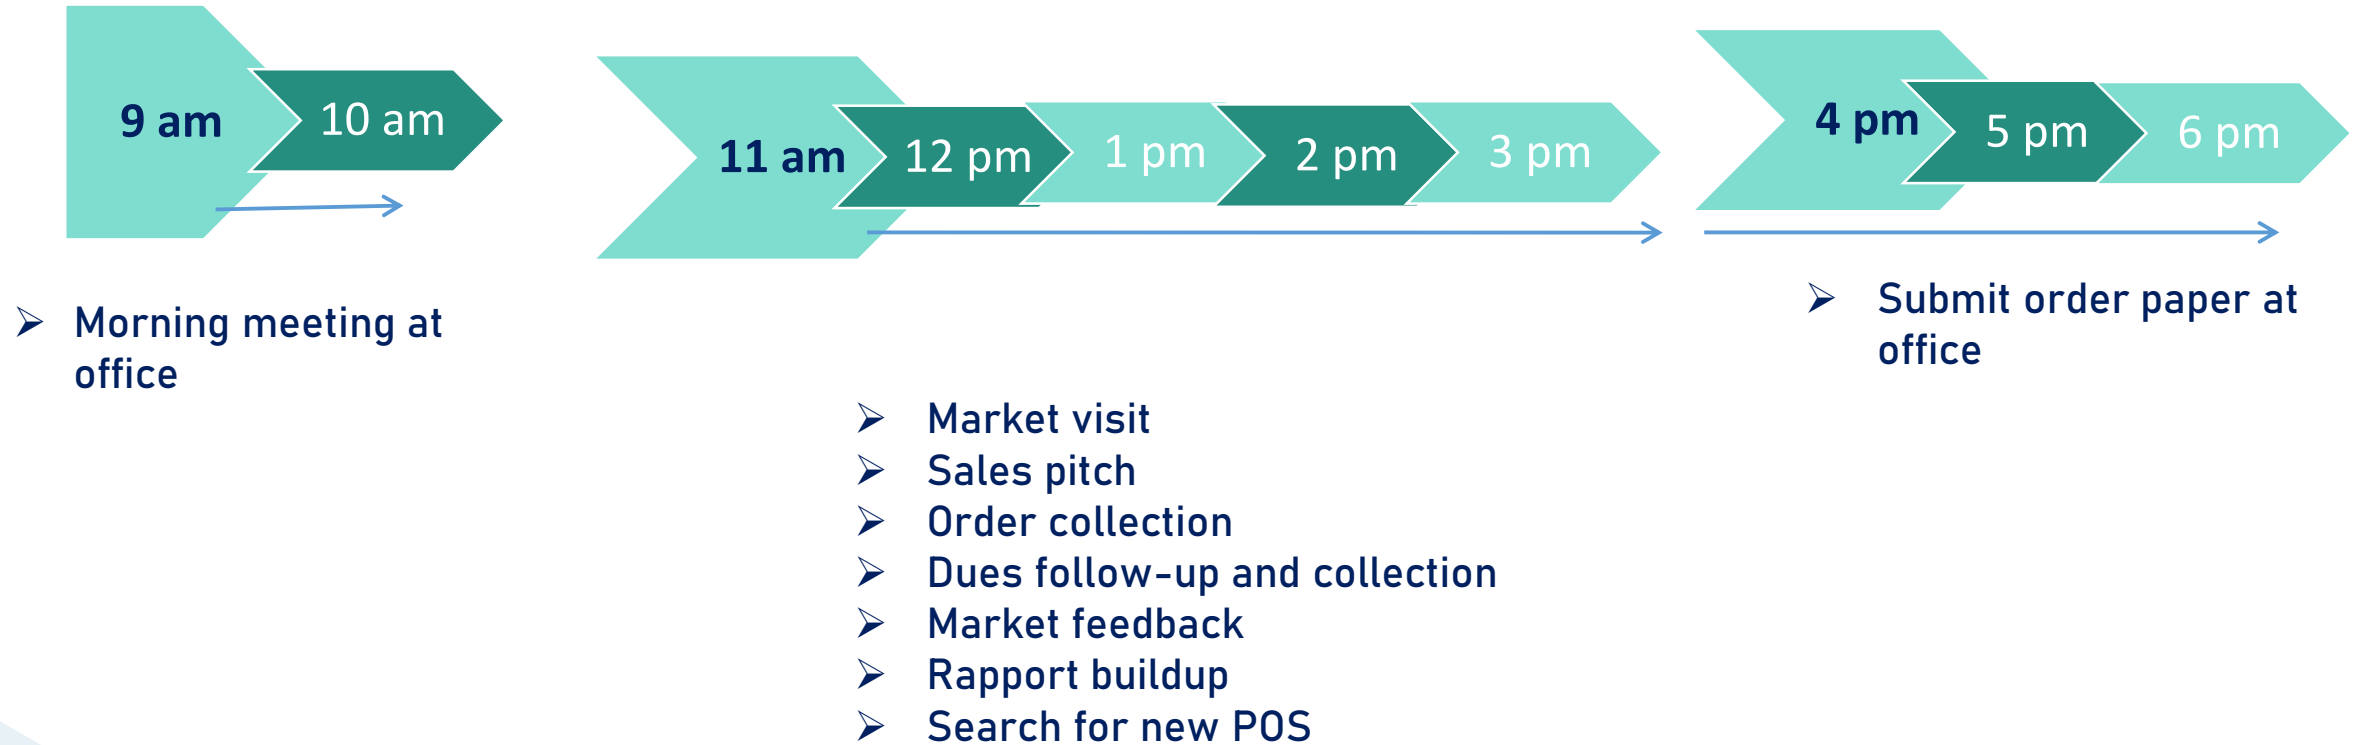 9 am
10 am
11 am
12 pm
1 pm
2 pm
3 pm
4 pm
5 pm
6 pm
Morning meeting at
office
Market visit
Sales pitch
Order collection
Dues follow-up and collection
Market feedback
Rapport buildup
Search for new POS
Submit order paper at
office